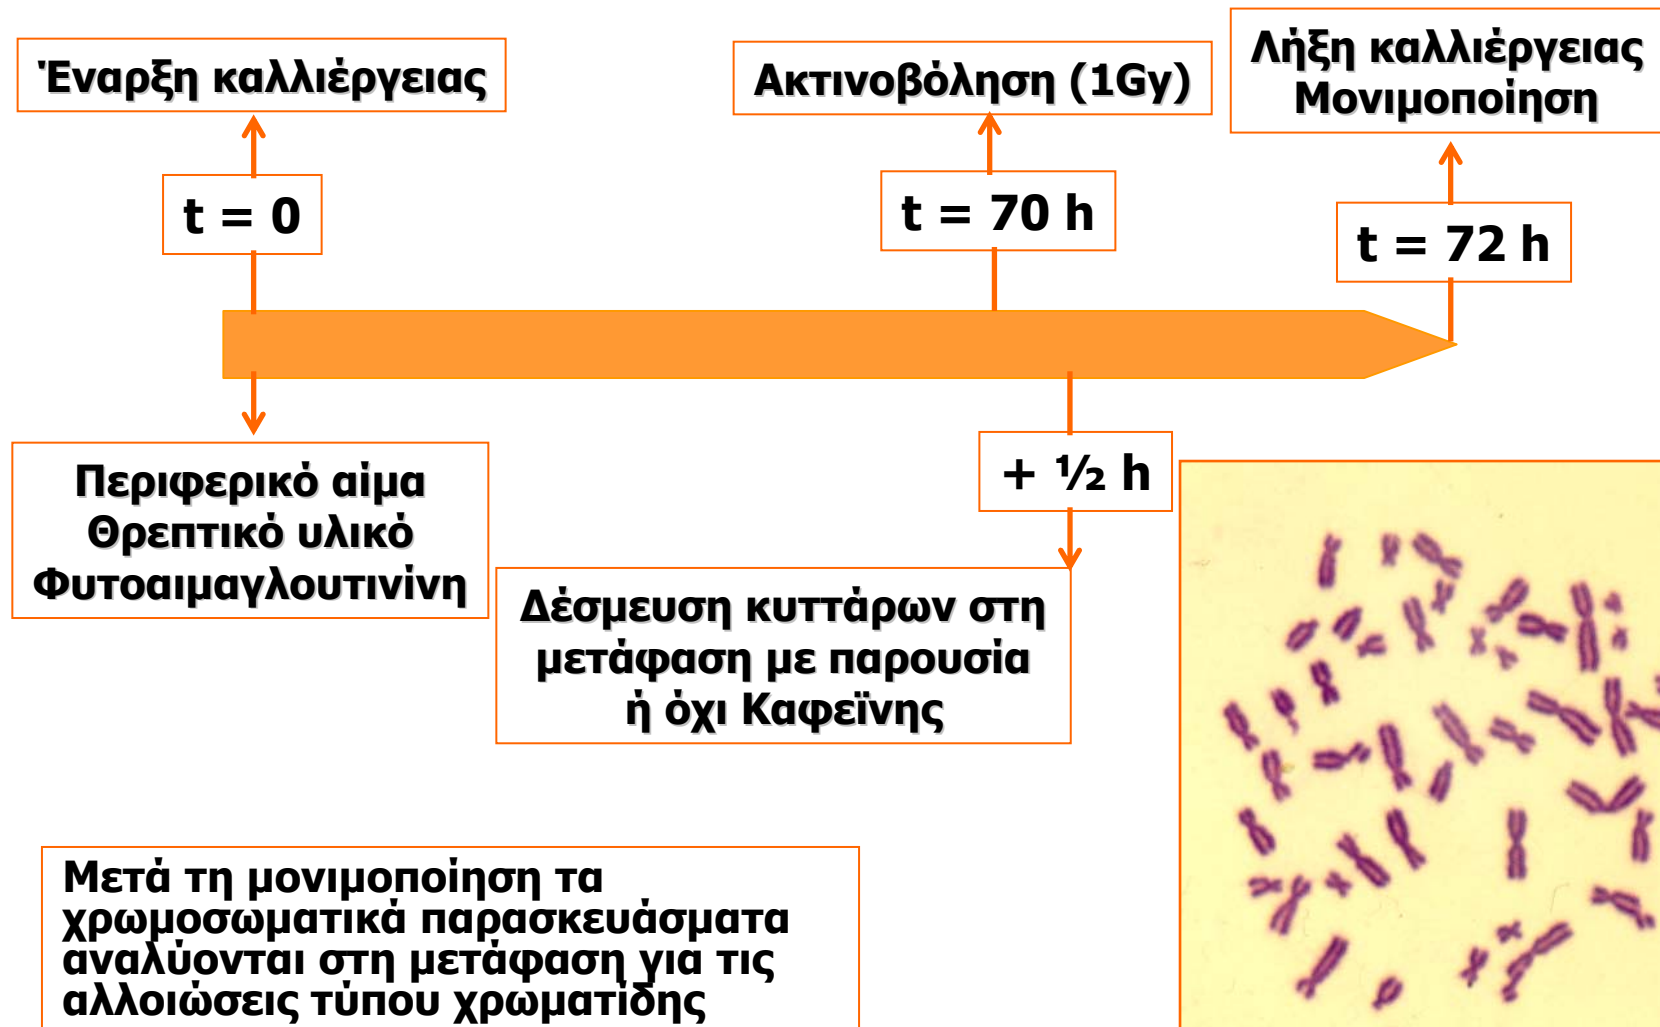 Έναρξη καλλιέργειας
Ακτινοβόληση (1Gy)
Λήξη καλλιέργειας
Μονιμοποίηση
t = 0
t = 70 h
t = 72 h
+ ½ h
Περιφερικό αίμα
Θρεπτικό υλικό
Φυτοαιμαγλουτινίνη
Δέσμευση κυττάρων στη
μετάφαση με παρουσία
ή όχι Καφεϊνης
Μετά τη μονιμοποίηση τα
χρωμοσωματικά παρασκευάσματα
αναλύονται στη μετάφαση για τις
αλλοιώσεις τύπου χρωματίδης